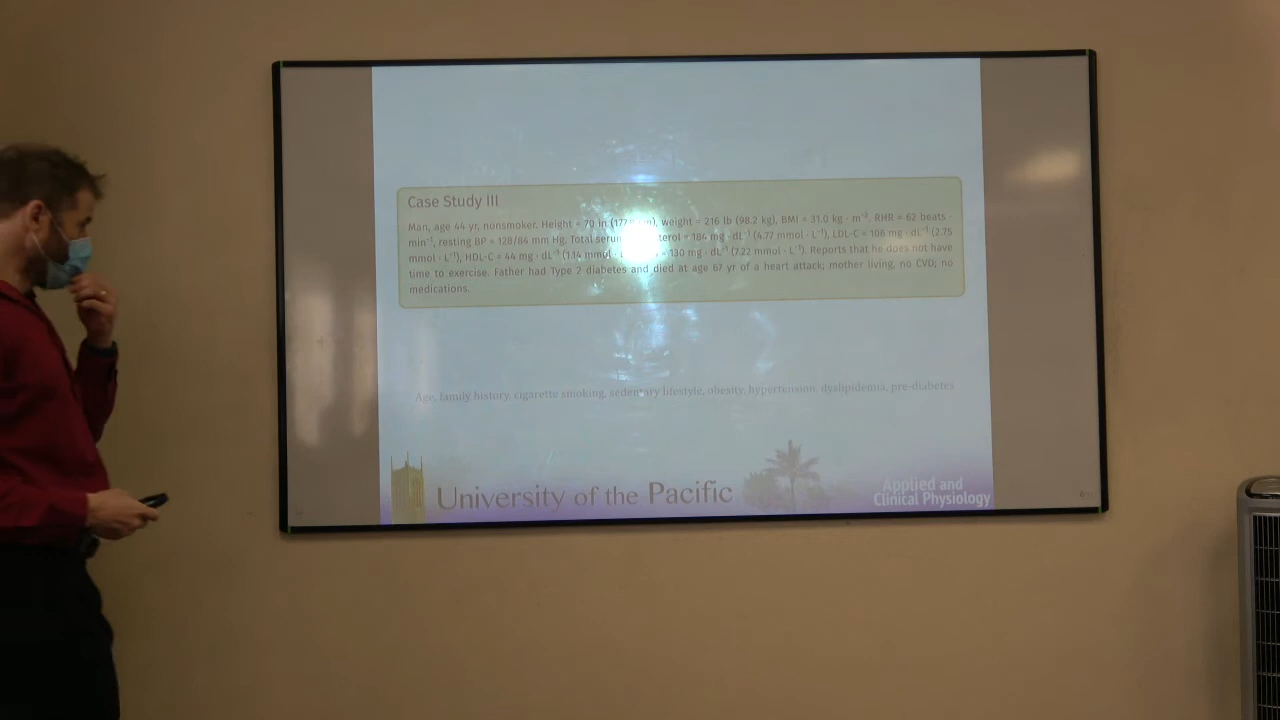 Case Study III
Man, age 44 yr, nonsmoker. Height = 70 in (177 m), weight = 216 lb (98.2 kg), BMI = 31.0 kg · m⁻², RHR = 62 beats ·
min⁻¹, resting BP = 128/84 mm Hg. Total serum = 184 mg · dL⁻¹ (4.77 mmol · L⁻¹), LDL-C = 106 mg · dL⁻¹ (2.75
mmol · L⁻¹), HDL-C = 44 mg · dL⁻¹ (1.14 mmol · = 130 mg · dL⁻¹ (7.22 mmol · L⁻¹). Reports that he does not have
time to exercise. Father had Type 2 diabetes and died at age 67 yr of a heart attack; mother living, no CVD; no
medications.
Age, family history, cigarette smoking, sedentary lifestyle, obesity, hypertension, dyslipidemia, pre-diabetes
University of the Pacific
Applied and
Clinical Physiology